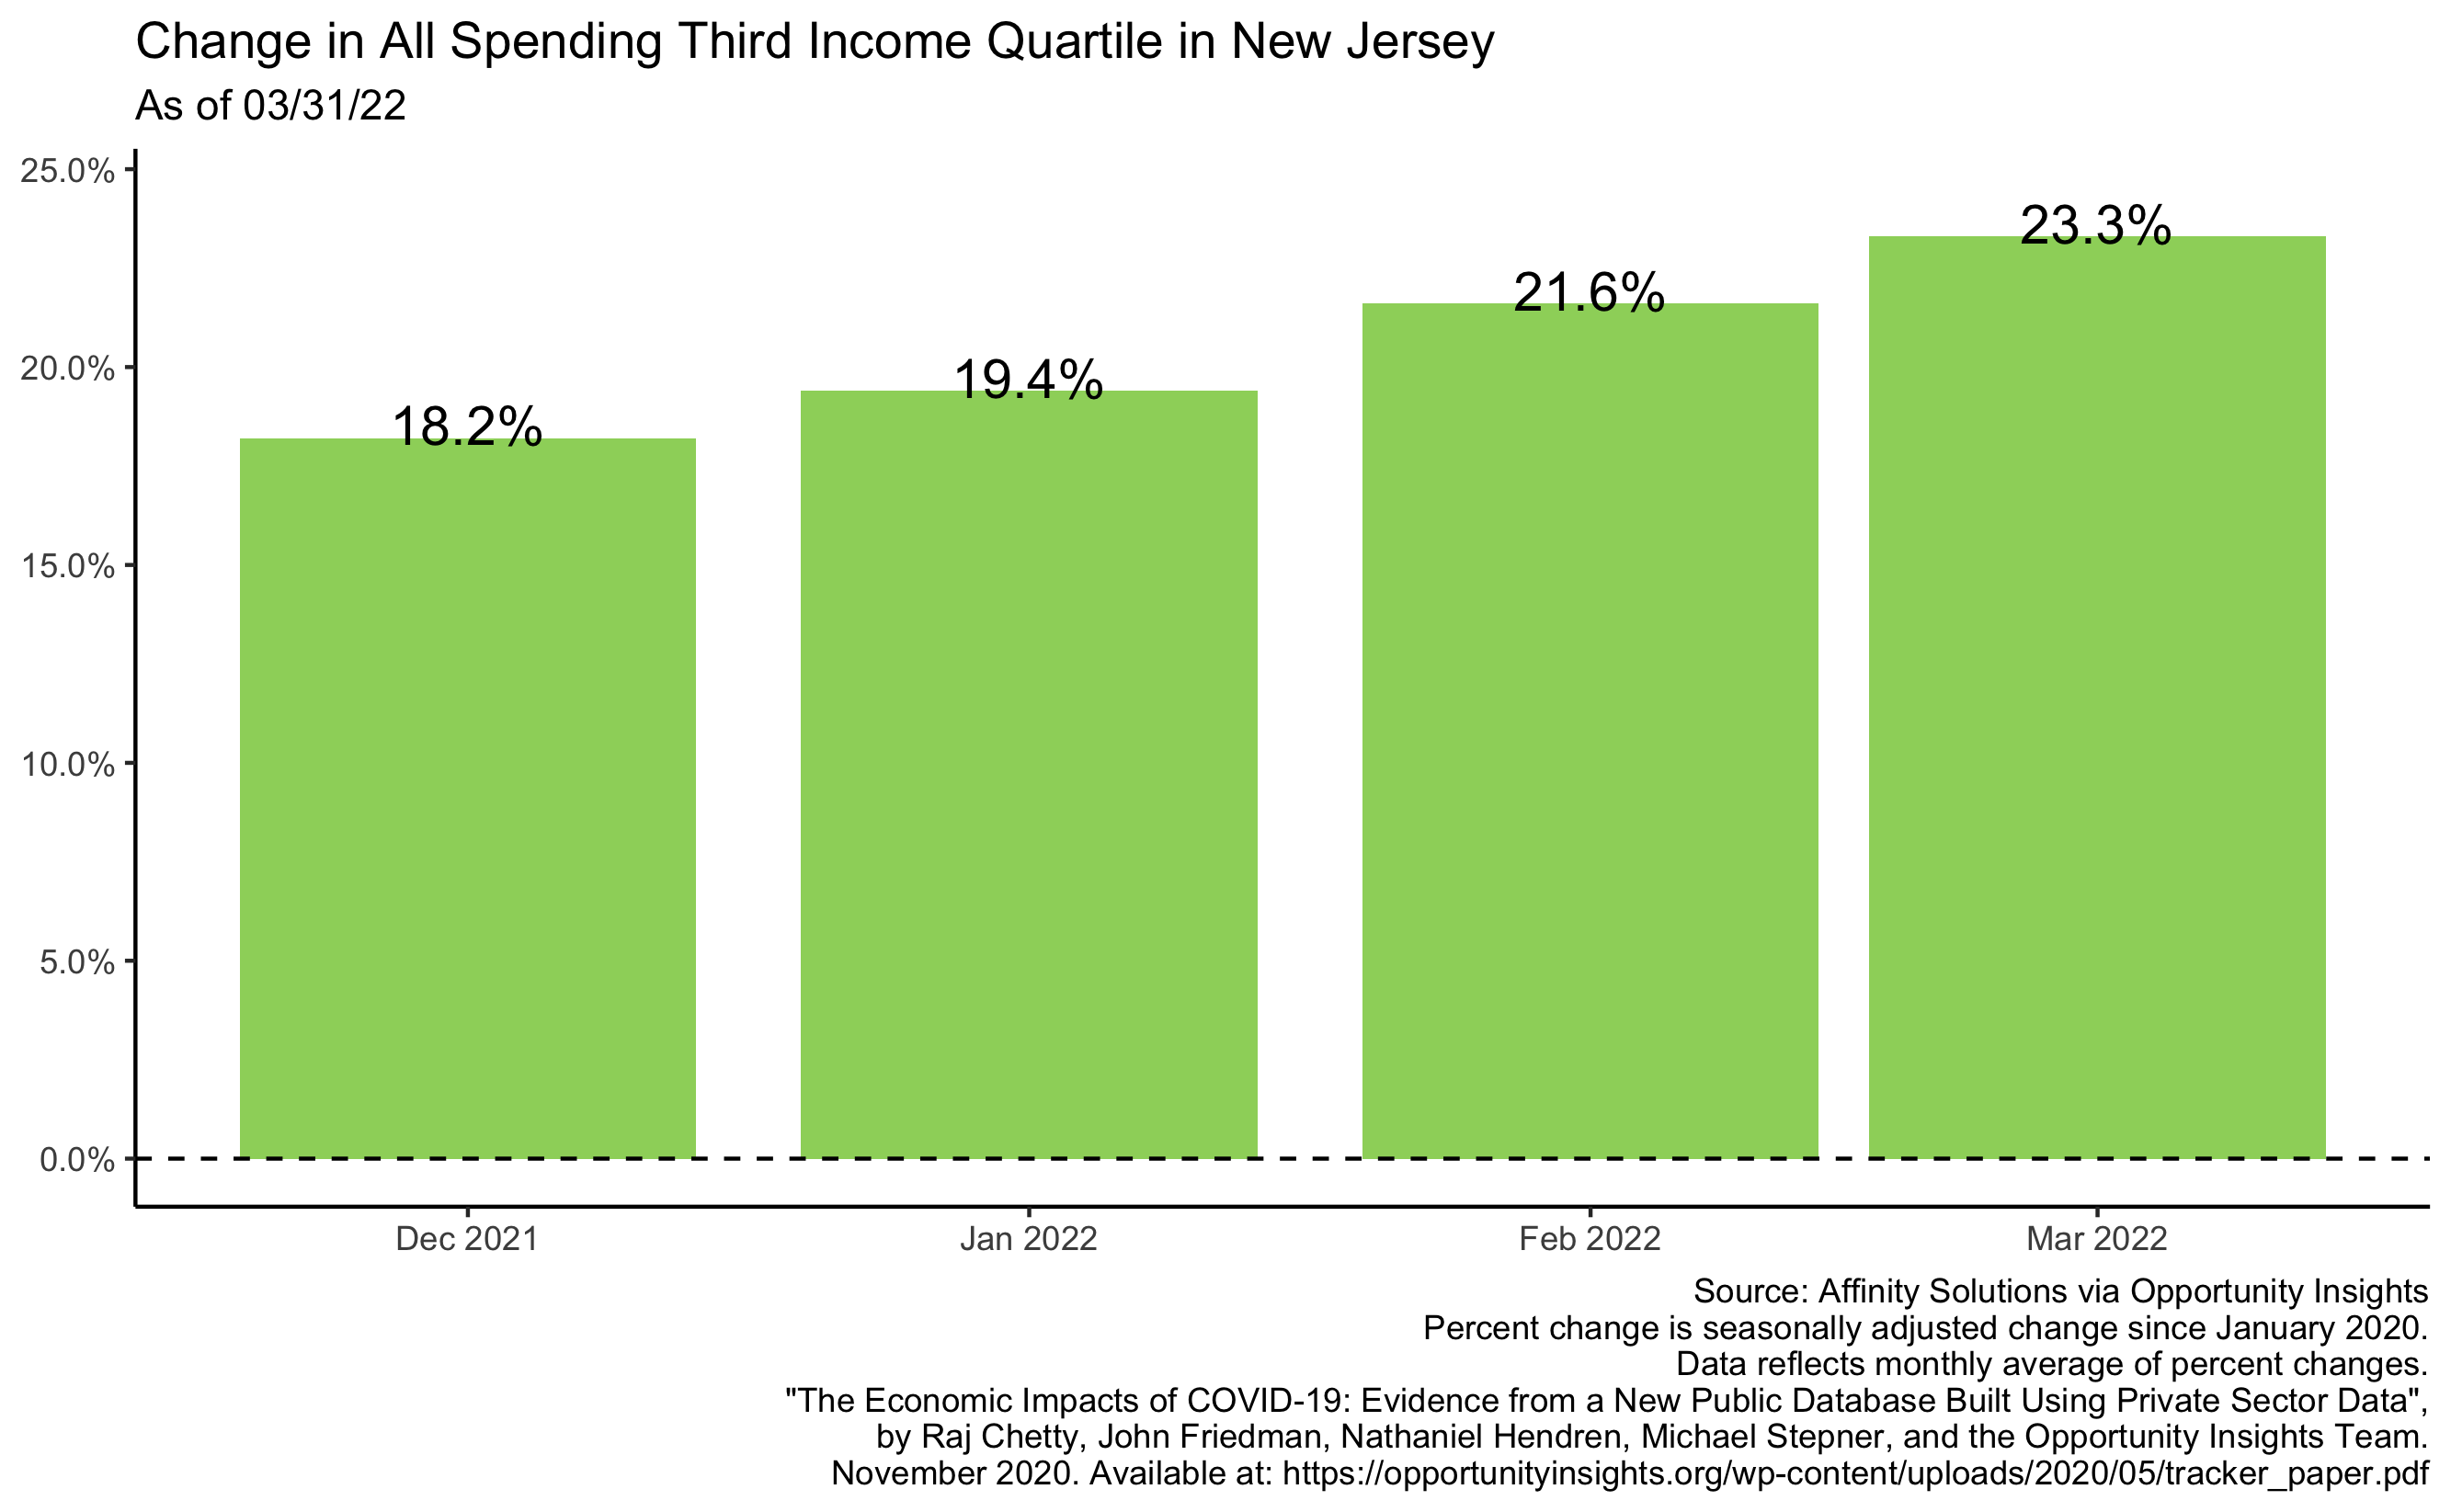 Change in All Spending Third Income Quartile in New Jersey
As of 03/31/22
25.0%
20.0%
15.0%
10.0%
5.0%
0.0%
18.2%
19.4%
21.6%
23.3%
Dec 2021
Jan 2022
Feb 2022
Mar 2022
Source: Affinity Solutions via Opportunity Insights
Percent change is seasonally adjusted change since January 2020.
Data reflects monthly average of percent changes.
"The Economic Impacts of COVID-19: Evidence from a New Public Database Built Using Private Sector Data",
by Raj Chetty, John Friedman, Nathaniel Hendren, Michael Stepner, and the Opportunity Insights Team.
November 2020. Available at: https://opportunityinsights.org/wp-content/uploads/2020/05/tracker_paper.pdf